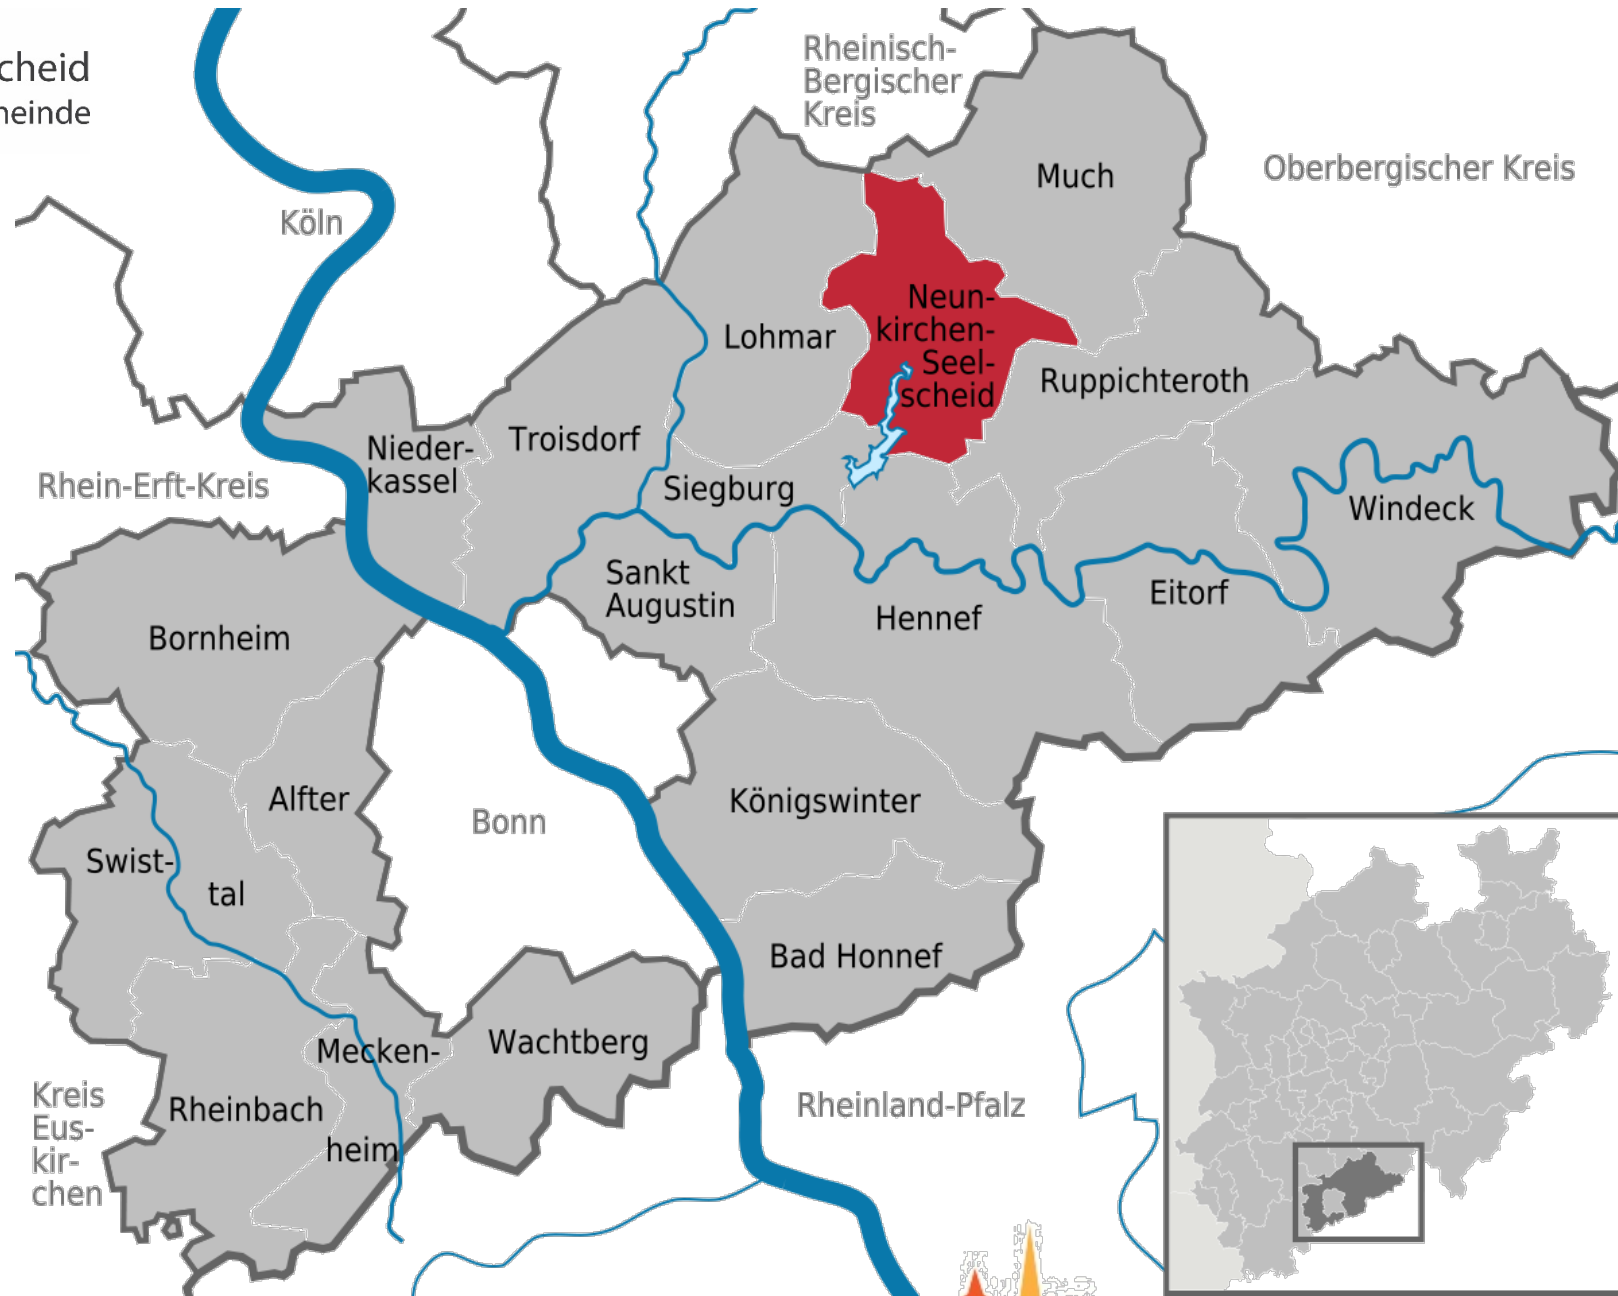 cheid
neinde
Rheinisch-
Bergischer
Kreis
Oberbergischer Kreis
Much
Köln
Neun-
kirchen-
Seel-
scheid
Lohmar
Ruppichteroth
Troisdorf
Nieder-
kassel
Rhein-Erft-Kreis
Siegburg
Windeck
Sankt
Augustin
Hennef
Eitorf
Bornheim
Alfter
Bonn
Königswinter
Swist-
tal
Bad Honnef
Wachtberg
Mecken-
heim
Rheinbach
Rheinland-Pfalz
Kreis
Eus-
kir-
chen